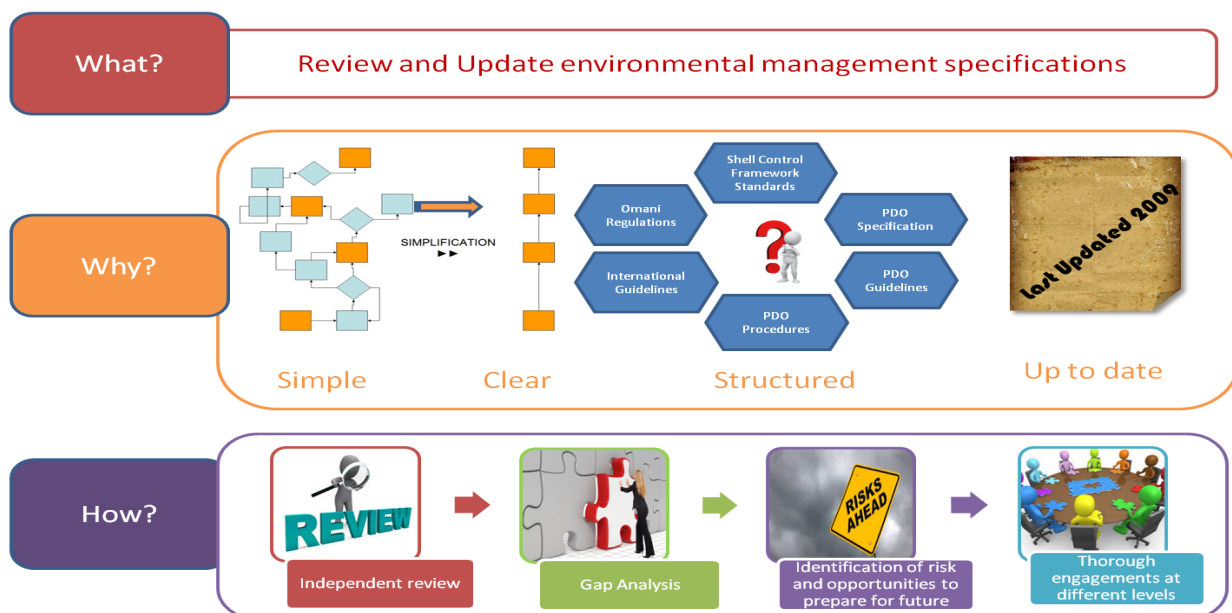 What?
Review and Update environmental management specifications
Why?
SIMPLIFICATION
Shell Control
Framework
Standards
Omani
Regulations
PDO
Specification
International
Guidelines
PDO
Guidelines
PDO
Procedures
Last Updated 2009
Simple
Clear
Structured
Up to date
How?
REVIEW
RISKS
AHEAD
Independent review
Gap Analysis
Identification of risk
and opportunities to
prepare for future
Thorough
engagements at
different levels